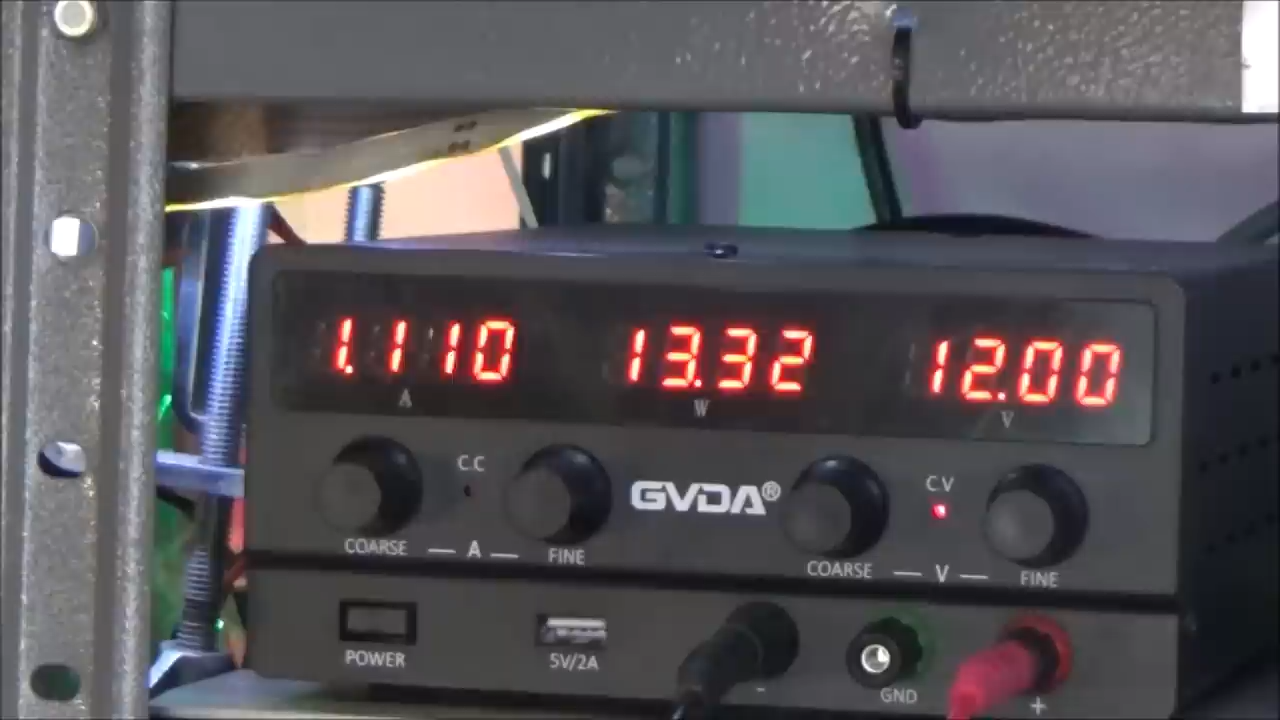 1.110 13.32 12.00
A W V
C.C
GVDA®
C.V
COARSE — A — FINE
COARSE — V — FINE
POWER
5V/2A
-
GND
+